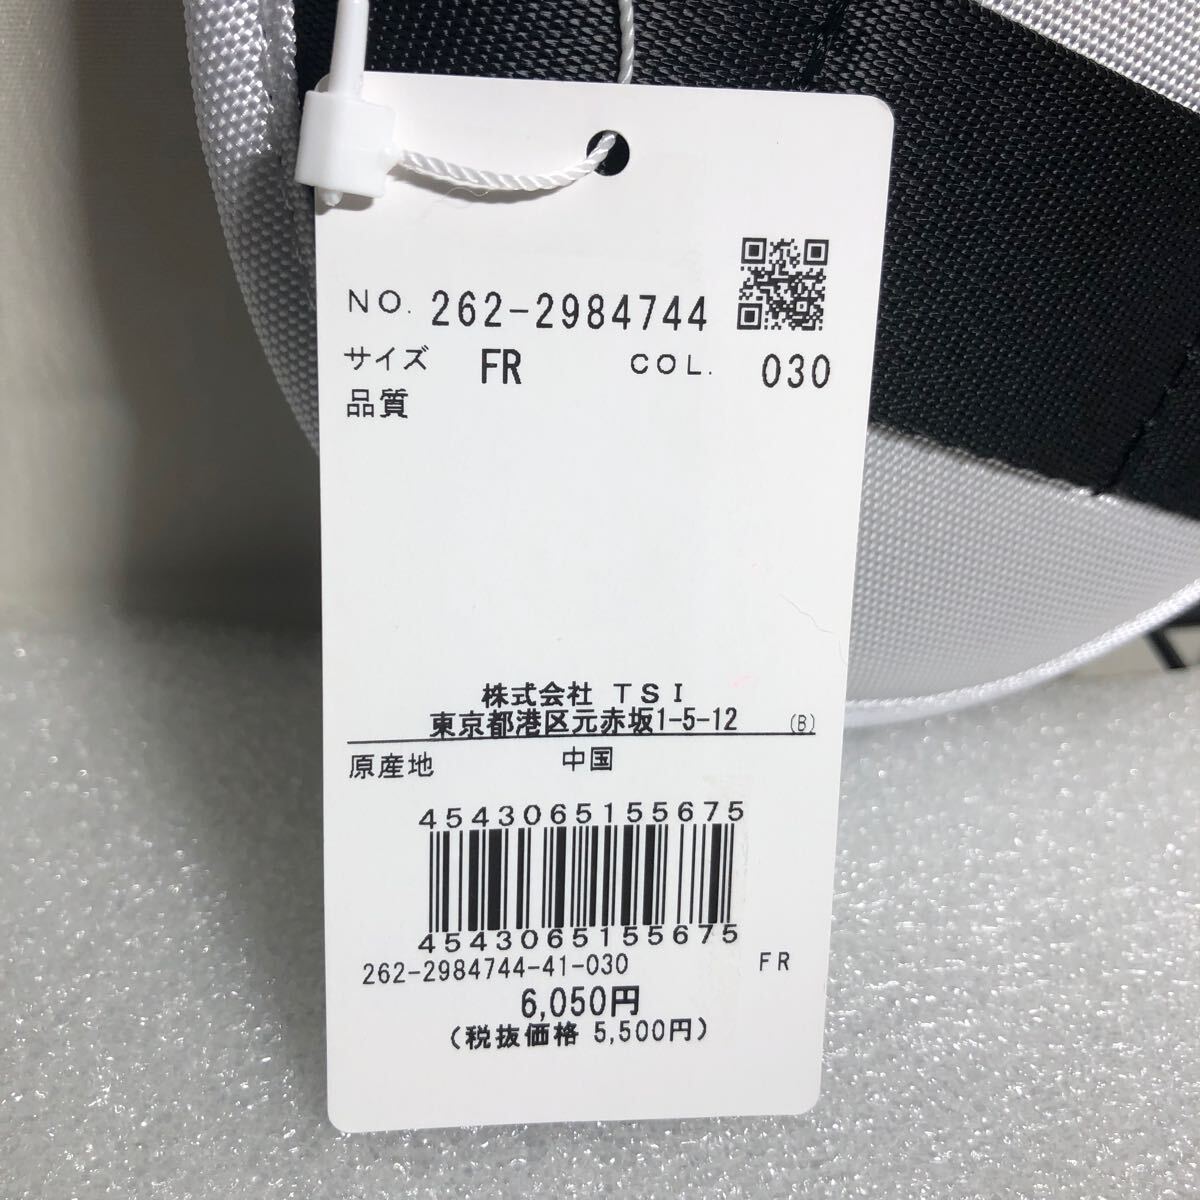 NO. 262-2984744
サイズ FR COL. 030
品質
株式会社 TSI
東京都港区元赤坂1-5-12 (B)
原産地 中国
4543065155675
4543065155675
262-2984744-41-030 FR
6,050円
(税抜価格 5,500円)